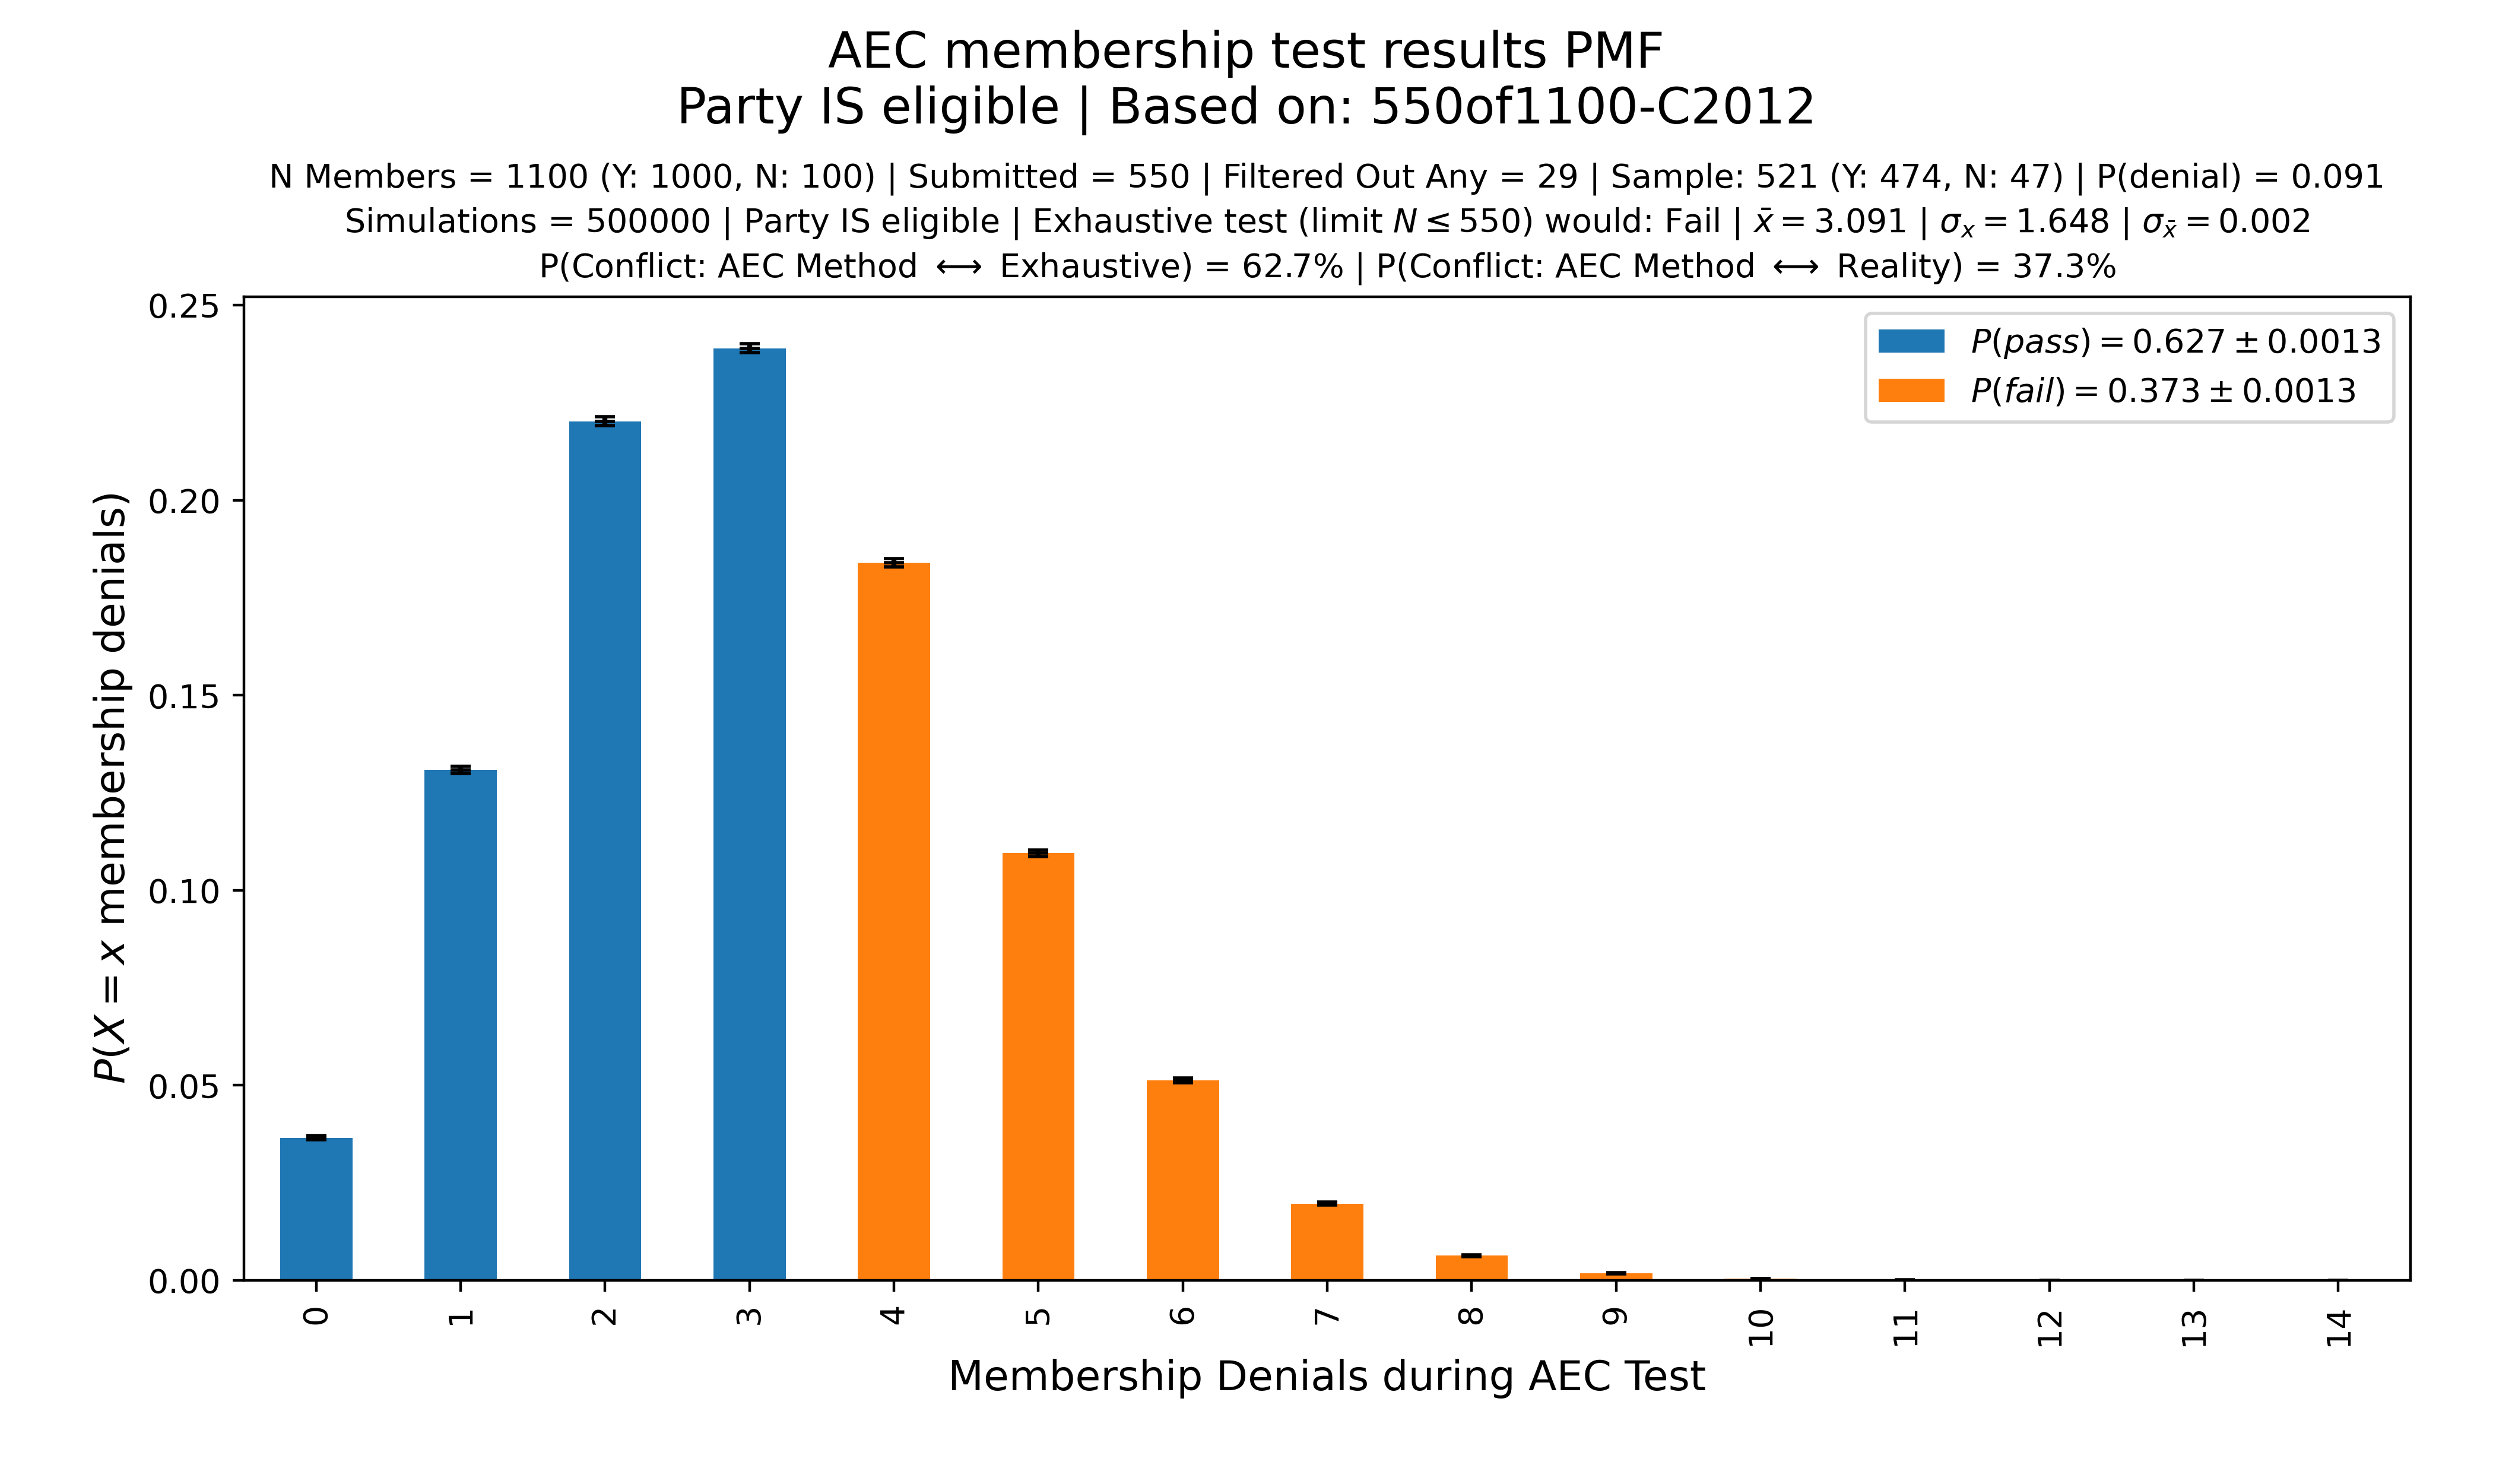 AEC membership test results PMF
Party IS eligible | Based on: 550of1100-C2012
N Members = 1100 (Y: 1000, N: 100) | Submitted = 550 | Filtered Out Any = 29 | Sample: 521 (Y: 474, N: 47) | P(denial) = 0.091
Simulations = 500000 | Party IS eligible | Exhaustive test (limit N ≤ 550) would: Fail | x̄ = 3.091 | σₓ = 1.648 | σ_x̄ = 0.002
P(Conflict: AEC Method ⟷ Exhaustive) = 62.7% | P(Conflict: AEC Method ⟷ Reality) = 37.3%
P(pass) = 0.627 ± 0.0013
P(fail) = 0.373 ± 0.0013
P(X = x membership denials)
0.25
0.20
0.15
0.10
0.05
0.00
0 1 2 3 4 5 6 7 8 9 10 11 12 13 14
Membership Denials during AEC Test